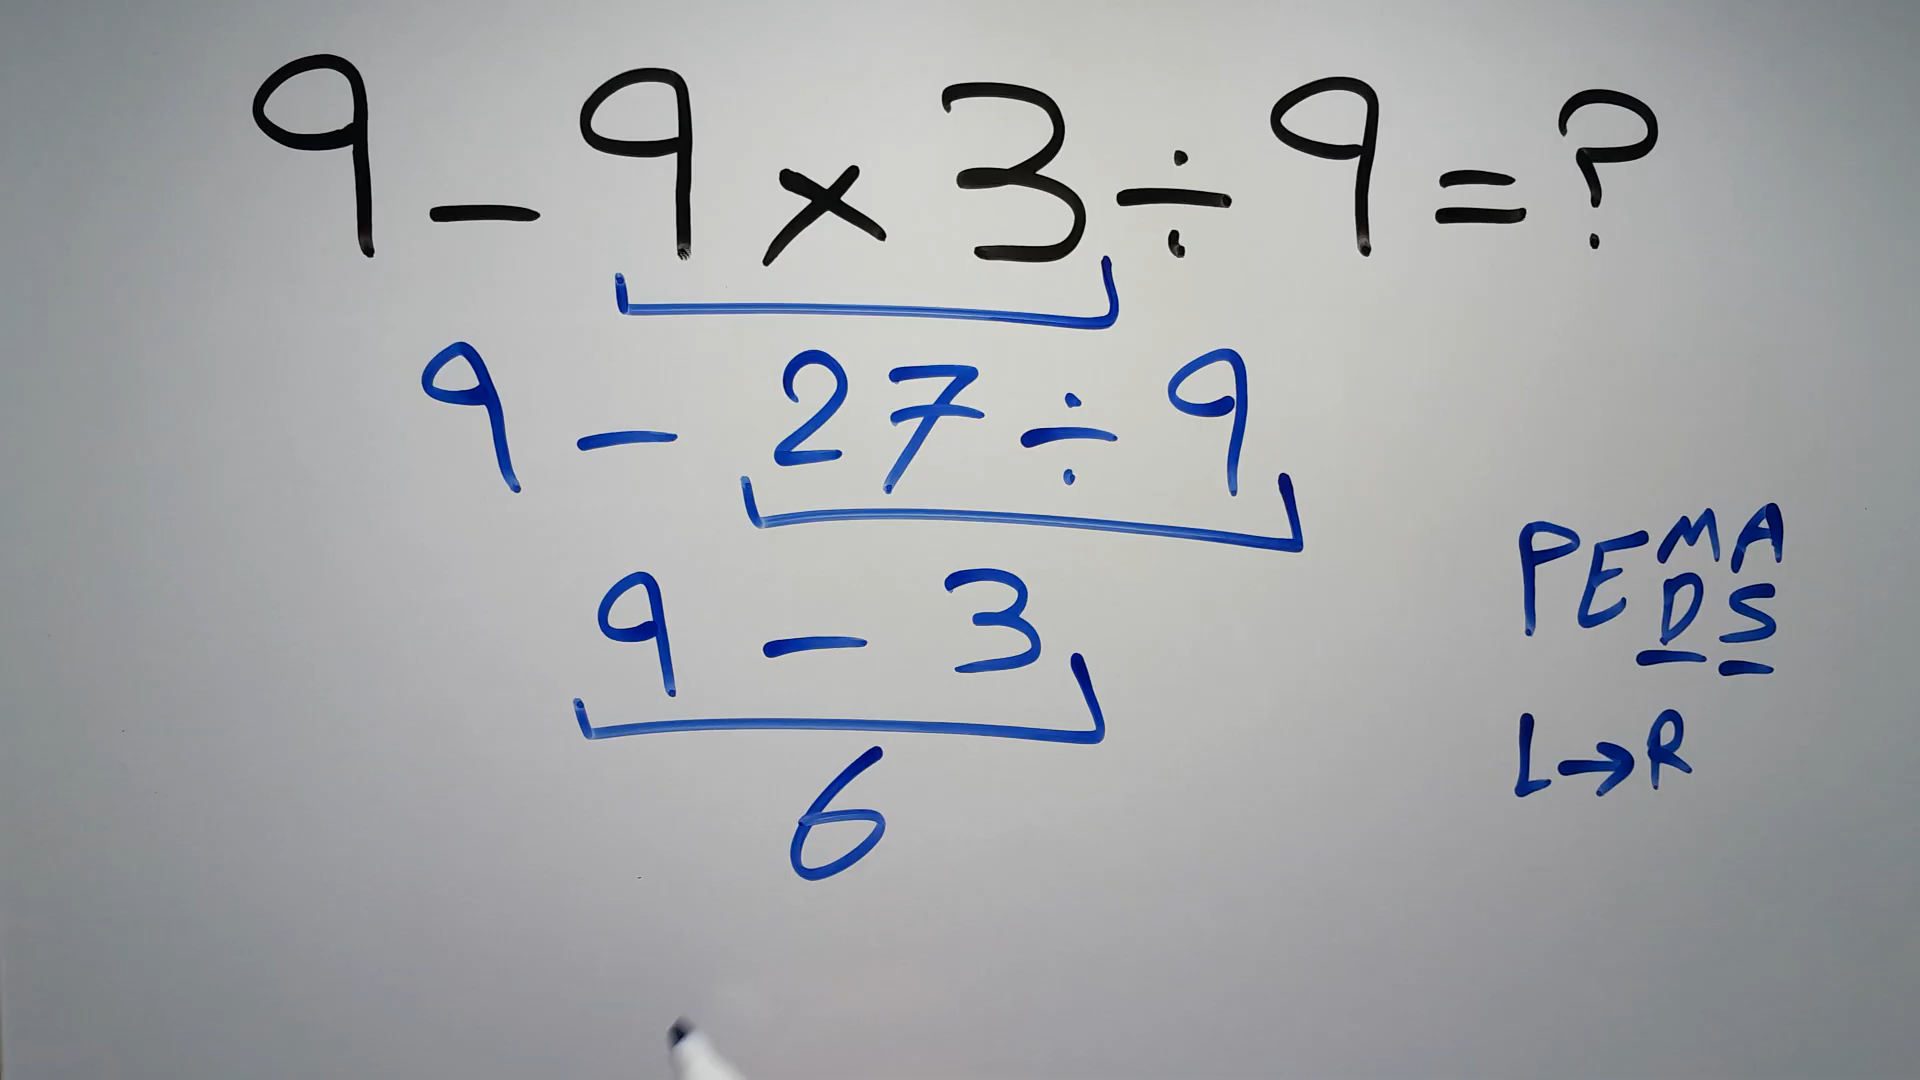 9 - 9 × 3 ÷ 9 = ?
9 - 27 ÷ 9
9 - 3
6
PEMA
DS
L→R